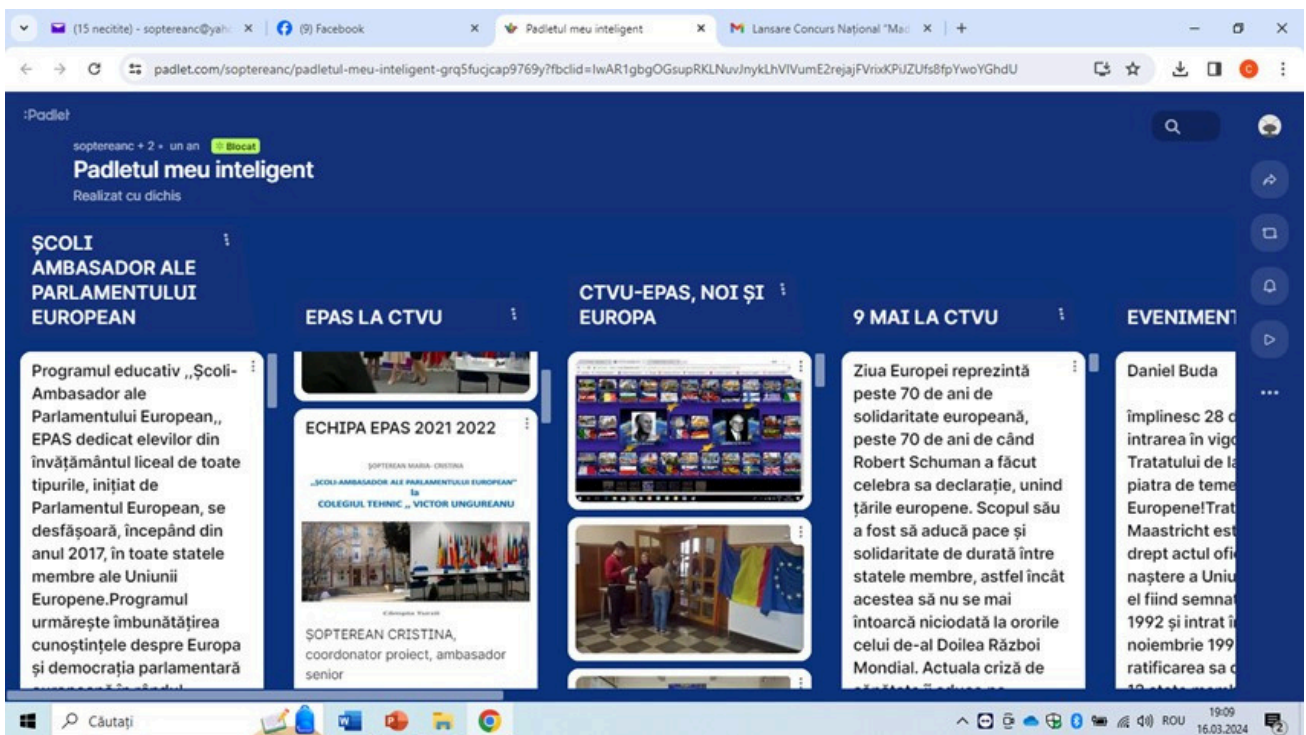 (15 necitite) - soptereanc@yah
(9) Facebook
Padletul meu inteligent
Lansare Concurs Național "Mad
padlet.com/soptereanc/padletul-meu-inteligent-grq5fucjcap9769y?fbclid=IwAR1gbgOGsupRKLNuvJnykLhVlVumE2rejajFVrixKPiJZUfs8fpYwoYGhdU
:Padlet
soptereanc + 2 • un an Blocat
Padletul meu inteligent
Realizat cu dichis
ȘCOLI
AMBASADOR ALE
PARLAMENTULUI
EUROPEAN
Programul educativ ,,Școli-
Ambasador ale
Parlamentului European,,
EPAS dedicat elevilor din
învățământul liceal de toate
tipurile, inițiat de
Parlamentul European, se
desfășoară, începând din
anul 2017, în toate statele
membre ale Uniunii
Europene.Programul
urmărește îmbunătățirea
cunoștințele despre Europa
și democrația parlamentară
EPAS LA CTVU
ECHIPA EPAS 2021 2022
ȘOPTEREAN MARIA- CRISTINA
„ȘCOLI-AMBASADOR ALE PARLAMENTULUI EUROPEAN”
la
COLEGIUL TEHNIC „ VICTOR UNGUREANU
Câmpia Turzii
ȘOPTEREAN CRISTINA,
coordonator proiect, ambasador
senior
CTVU-EPAS, NOI ȘI
EUROPA
9 MAI LA CTVU
Ziua Europei reprezintă
peste 70 de ani de
solidaritate europeană,
peste 70 de ani de când
Robert Schuman a făcut
celebra sa declarație, unind
țările europene. Scopul său
a fost să aducă pace și
solidaritate de durată între
statele membre, astfel încât
acestea să nu se mai
întoarcă niciodată la ororile
celui de-al Doilea Război
Mondial. Actuala criză de
EVENIMENT
Daniel Buda
împlinesc 28 d
intrarea în vigo
Tratatului de la
piatra de teme
Europene!Trat
Maastricht est
drept actul ofi
naștere a Uniu
el fiind semnat
1992 și intrat î
noiembrie 199
ratificarea sa d
Căutați
ROU
19:09
16.03.2024